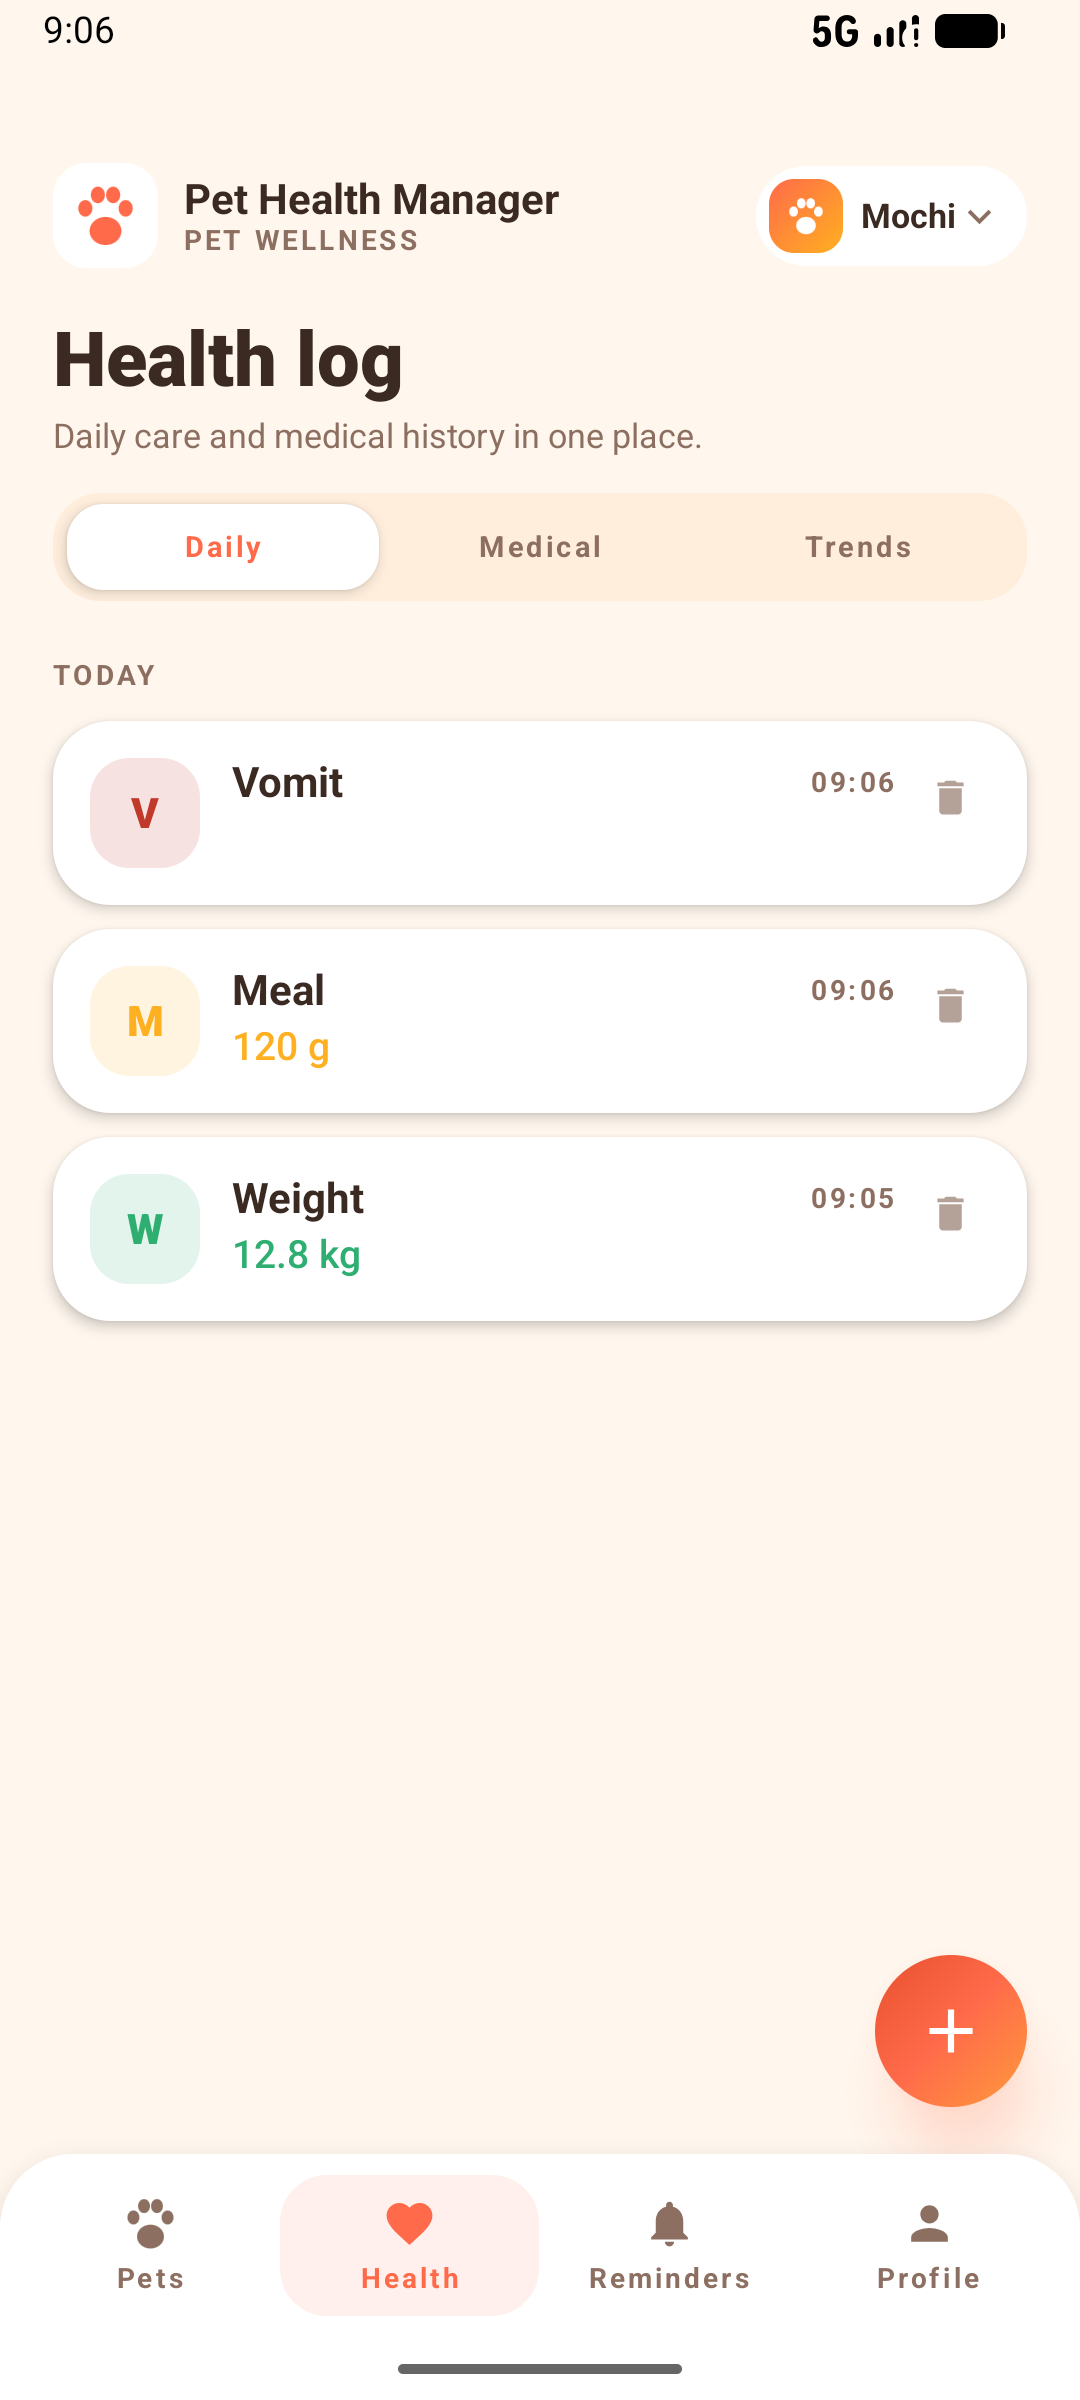 9:06
5G
Pet Health Manager
PET WELLNESS
Mochi
Health log
Daily care and medical history in one place.
Daily
Medical
Trends
TODAY
V
Vomit
09:06
M
Meal
120 g
09:06
W
Weight
12.8 kg
09:05
Pets
Health
Reminders
Profile